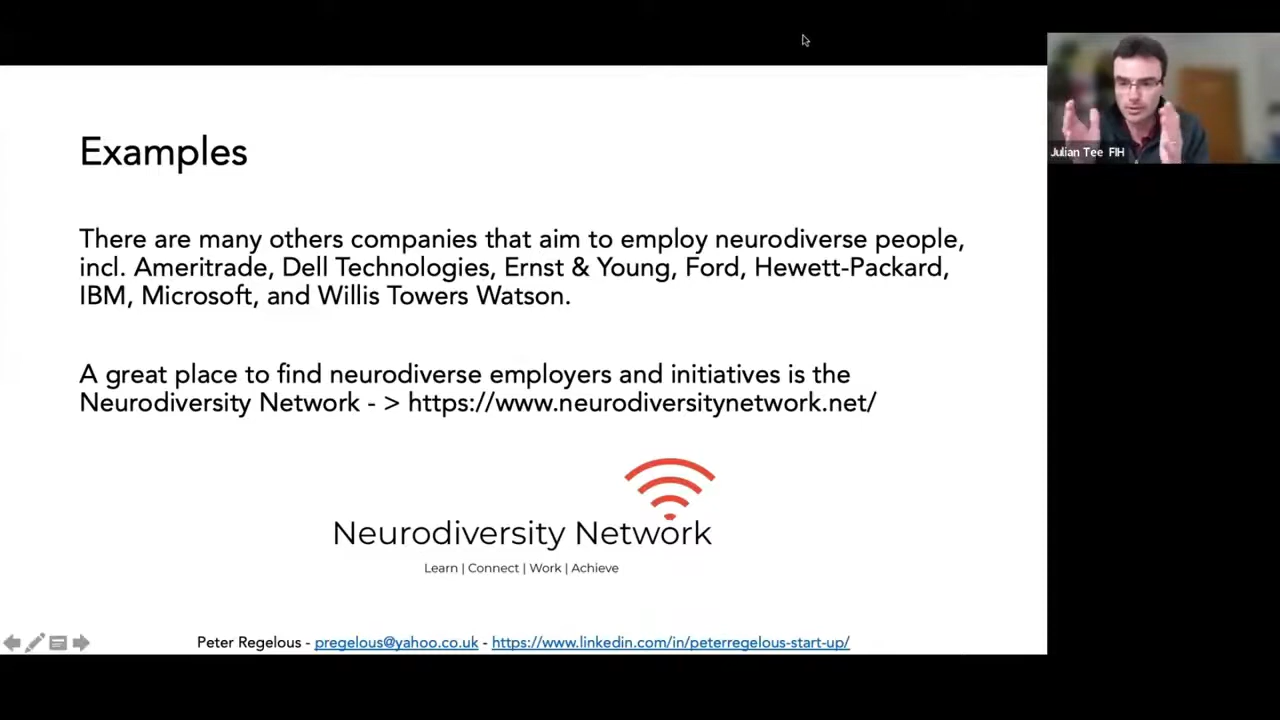 Julian Tee FIH
Examples
There are many others companies that aim to employ neurodiverse people,
incl. Ameritrade, Dell Technologies, Ernst & Young, Ford, Hewett-Packard,
IBM, Microsoft, and Willis Towers Watson.
A great place to find neurodiverse employers and initiatives is the
Neurodiversity Network - > https://www.neurodiversitynetwork.net/
Neurodiversity Network
Learn | Connect | Work | Achieve
Peter Regelous - pregelous@yahoo.co.uk - https://www.linkedin.com/in/peterregelous-start-up/